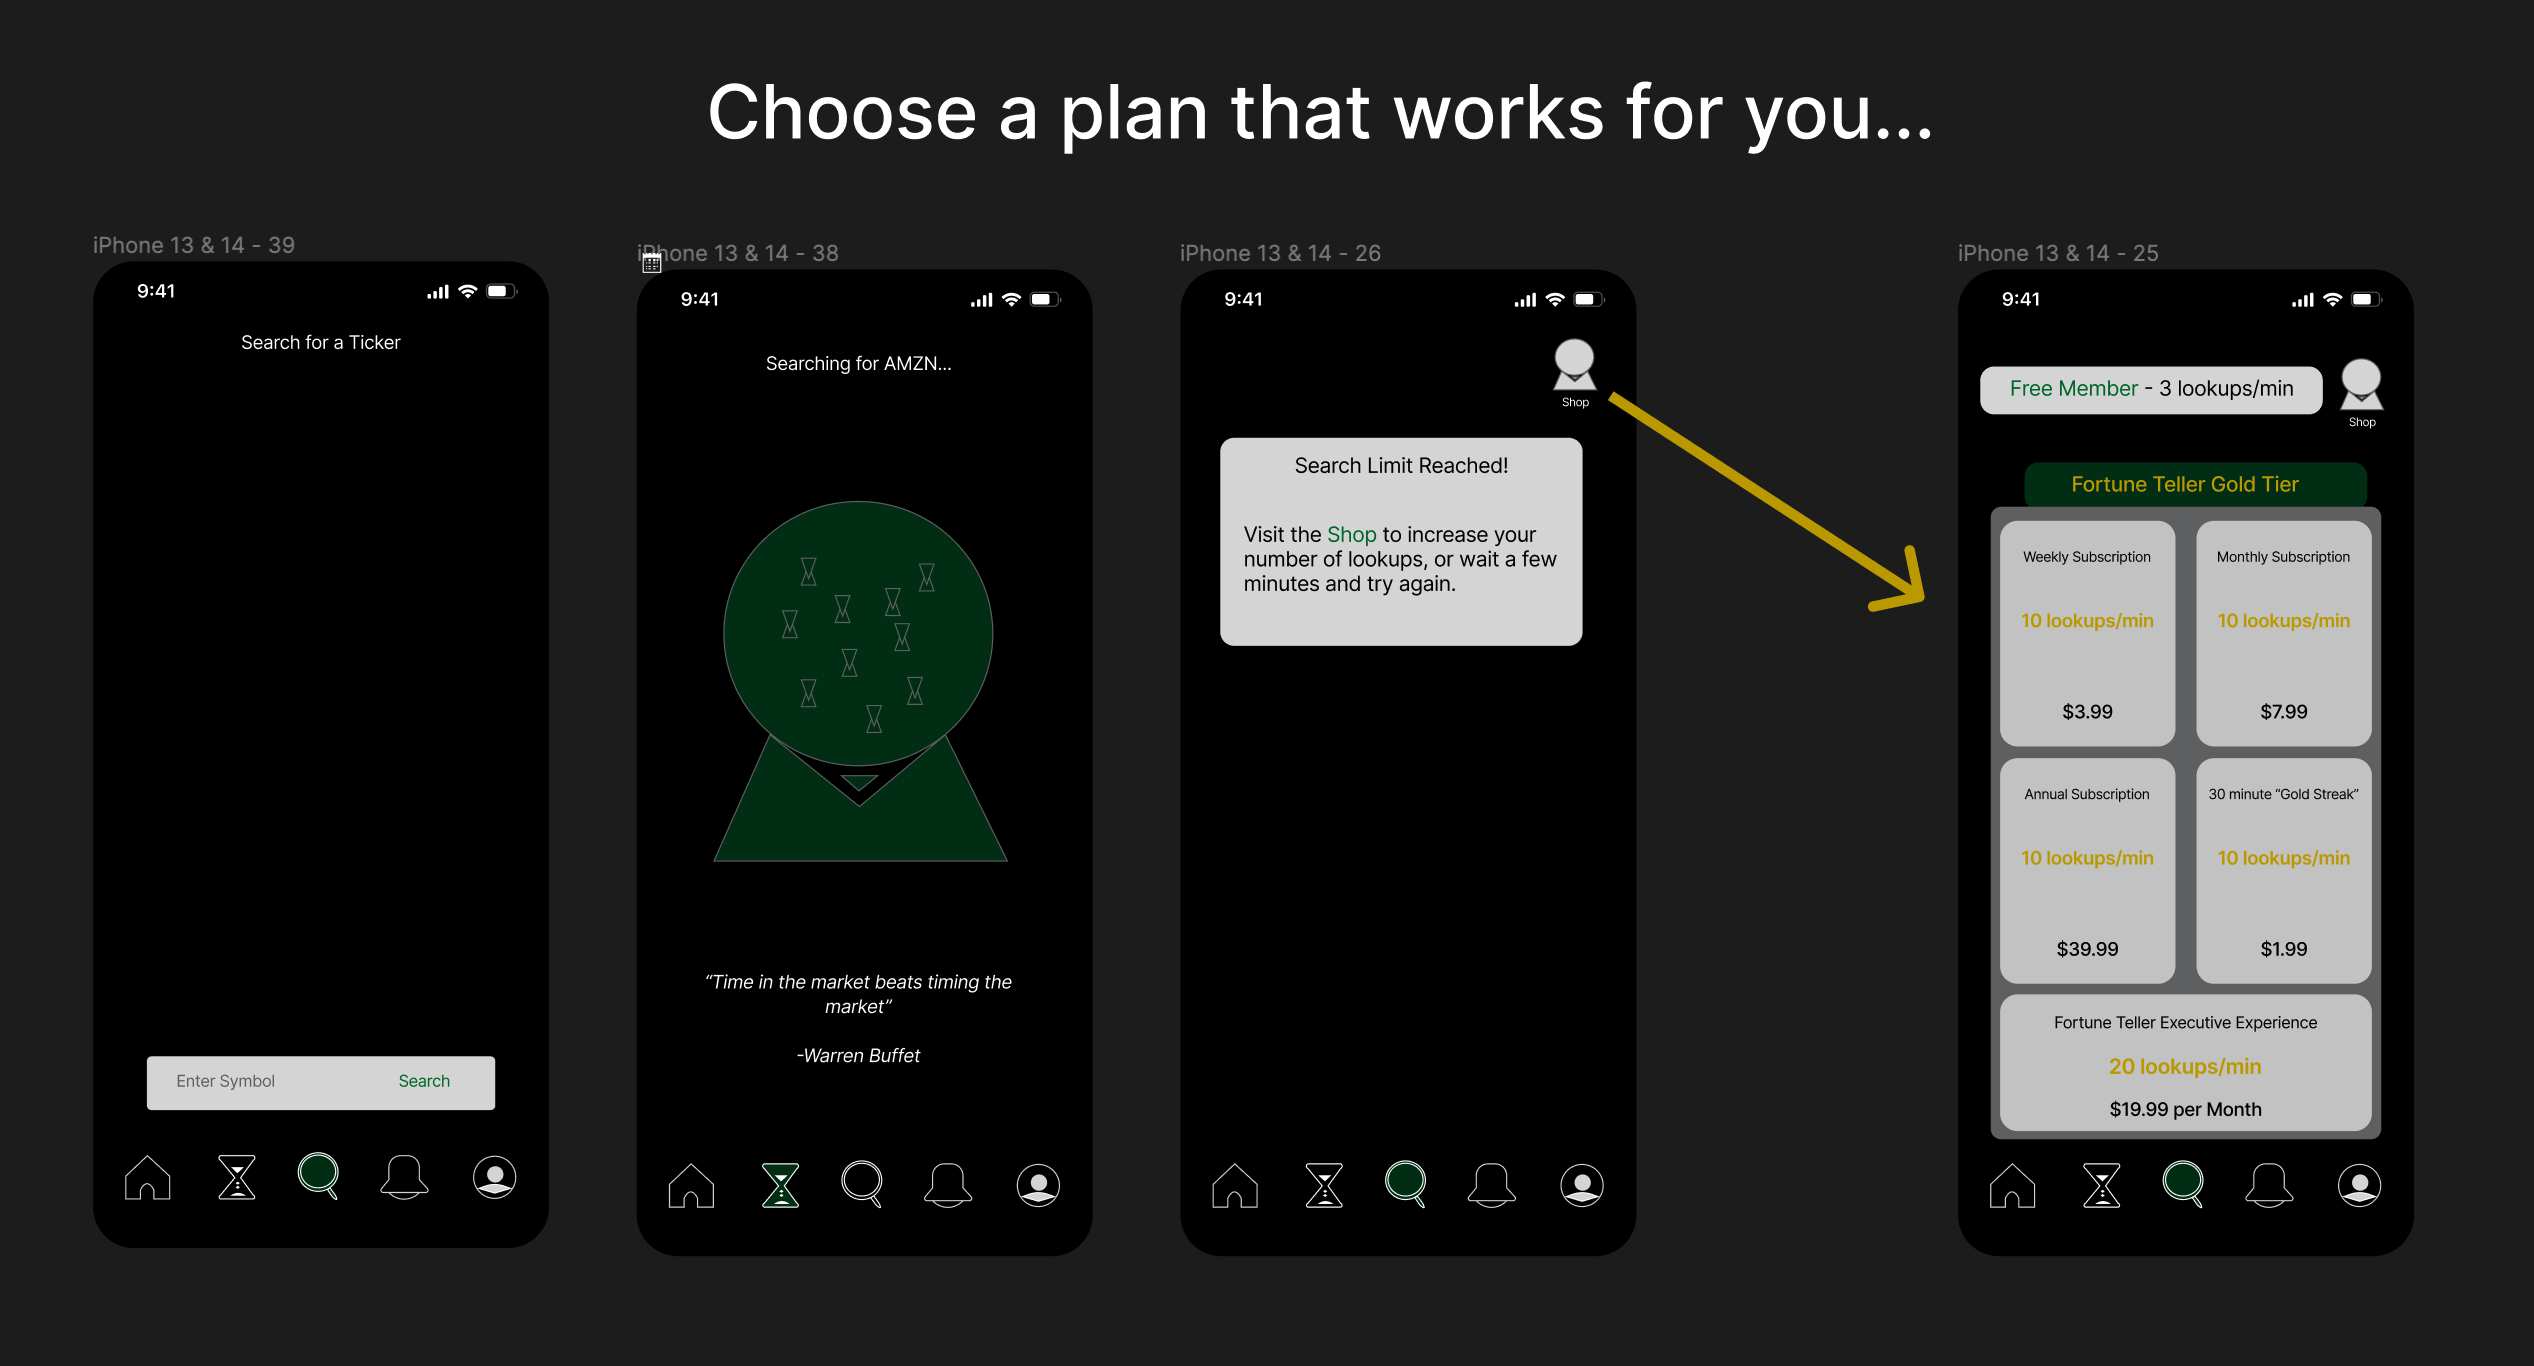 Choose a plan that works for you...
iPhone 13 & 14 - 39
9:41
Search for a Ticker
Enter Symbol
Search
iPhone 13 & 14 - 38
9:41
Searching for AMZN...
“Time in the market beats timing the
market”
-Warren Buffet
iPhone 13 & 14 - 26
9:41
Shop
Search Limit Reached!
Visit the Shop to increase your
number of lookups, or wait a few
minutes and try again.
iPhone 13 & 14 - 25
9:41
Free Member - 3 lookups/min
Shop
Fortune Teller Gold Tier
Weekly Subscription
10 lookups/min
$3.99
Monthly Subscription
10 lookups/min
$7.99
Annual Subscription
10 lookups/min
$39.99
30 minute “Gold Streak”
10 lookups/min
$1.99
Fortune Teller Executive Experience
20 lookups/min
$19.99 per Month